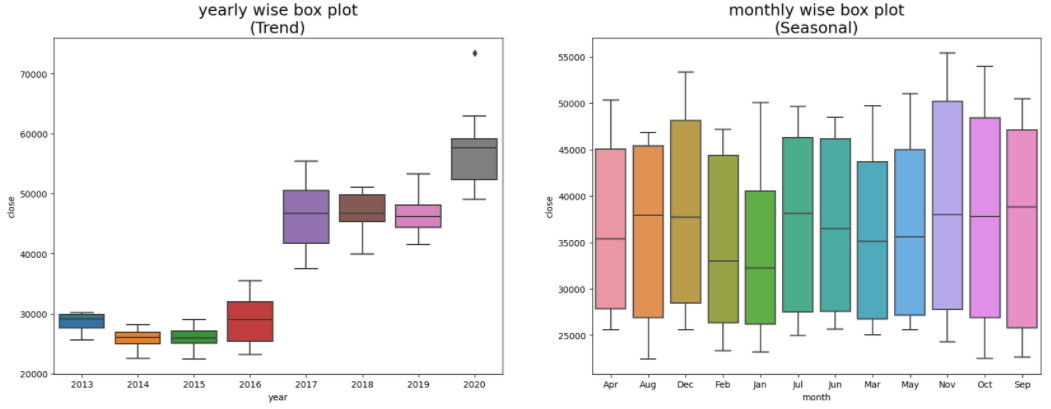 yearly wise box plot
(Trend)
70000
60000
50000
40000
30000
20000
close
2013 2014 2015 2016 2017 2018 2019 2020
year
monthly wise box plot
(Seasonal)
55000
50000
45000
40000
35000
30000
25000
close
Apr Aug Dec Feb Jan Jul Jun Mar May Nov Oct Sep
month